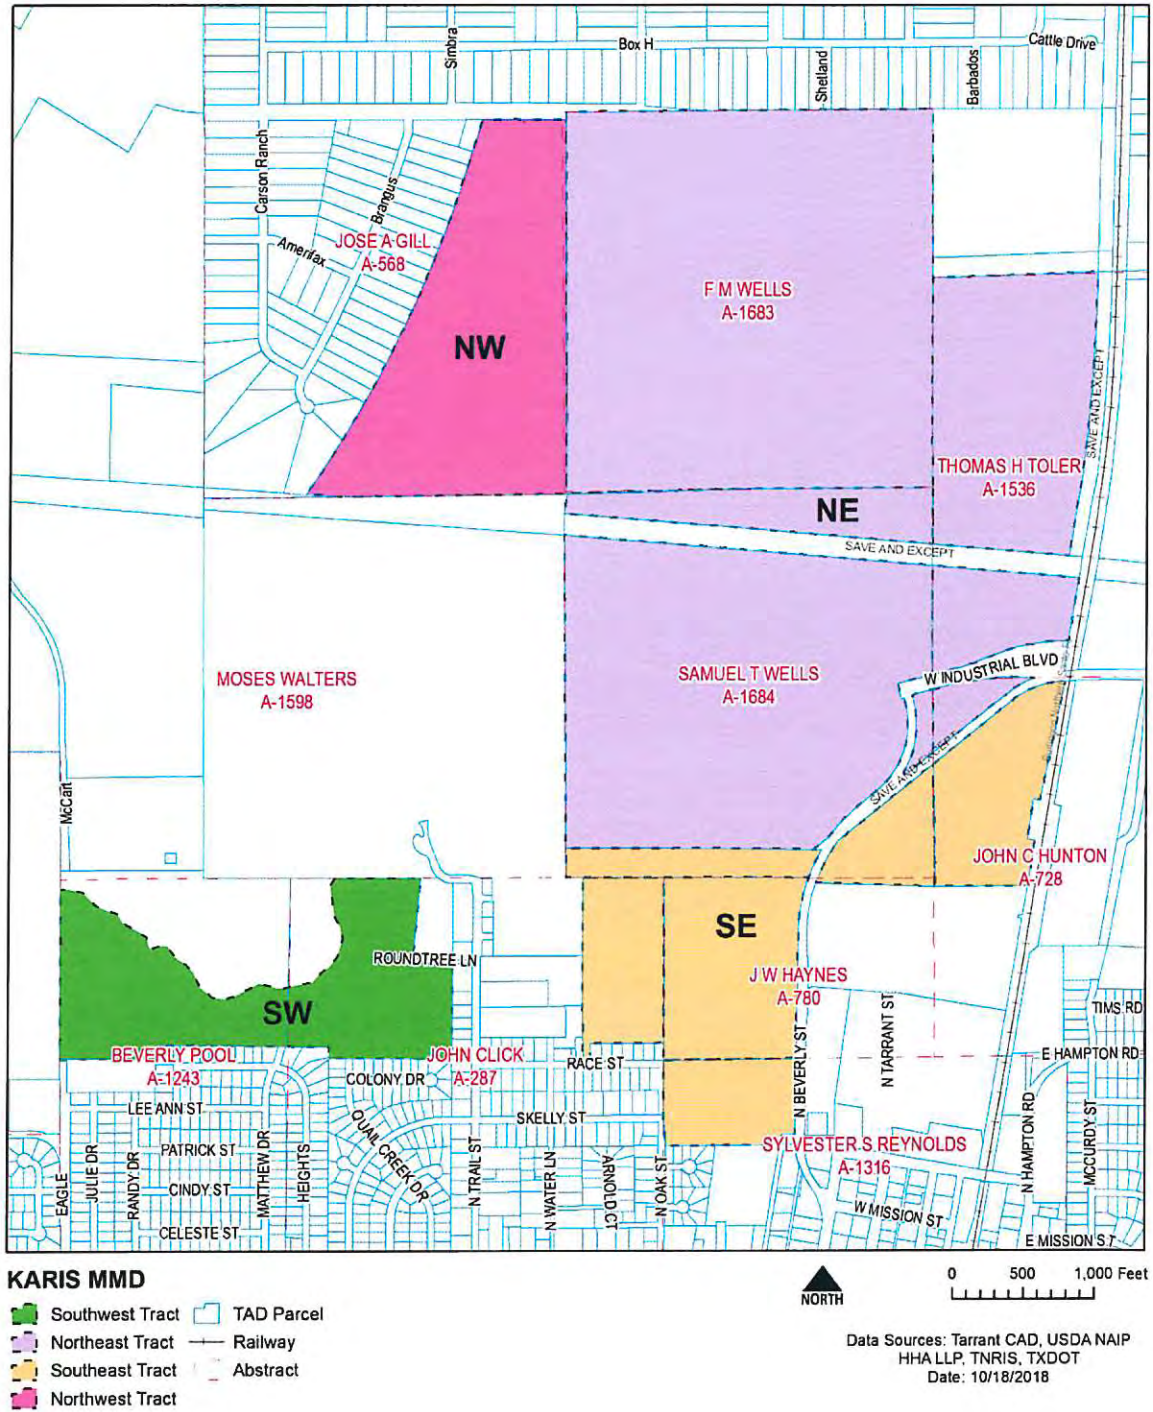 Simbra
Box H
Shetland
Barbados
Cattle Drive
Carson Ranch
Brangus
Amerifax
JOSE A GILL
A-568
NW
F M WELLS
A-1683
SAVE AND EXCEPT
THOMAS H TOLER
A-1536
NE
SAVE AND EXCEPT
MOSES WALTERS
A-1598
SAMUEL T WELLS
A-1684
W INDUSTRIAL BLVD
SAVE AND EXCEPT
McCart
JOHN C HUNTON
A-728
SE
ROUNDTREE LN
J W HAYNES
A-780
SW
N TARRANT ST
TIMS RD
BEVERLY POOL
A-1243
JOHN CLICK
A-287
RACE ST
N BEVERLY ST
E HAMPTON RD
COLONY DR
LEE ANN ST
QUAIL CREEK DR
SKELLY ST
N HAMPTON RD
MCCURDY ST
PATRICK ST
SYLVESTER S REYNOLDS
A-1316
EAGLE
JULIE DR
RANDY DR
CINDY ST
MATTHEW DR
HEIGHTS
N TRAIL ST
N WATER LN
ARNOLD CT
N OAK ST
W MISSION ST
CELESTE ST
E MISSION ST
KARIS MMD
Southwest Tract
TAD Parcel
Northeast Tract
Railway
Southeast Tract
Abstract
Northwest Tract
NORTH
0 500 1,000 Feet
Data Sources: Tarrant CAD, USDA NAIP
HHA LLP, TNRIS, TXDOT
Date: 10/18/2018